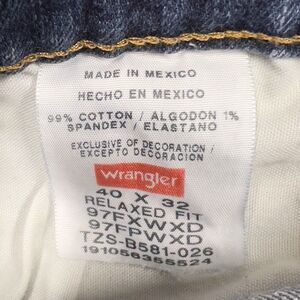 MADE IN MEXICO
HECHO EN MEXICO
99% COTTON / ALGODON 1%
SPANDEX / ELASTANO
EXCLUSIVE OF DECORATION /
EXCEPTO DECORACION
Wrangler
40 X 32
RELAXED FIT
97FXWXD
97FPWXD
TZS-B581-026
191056355524